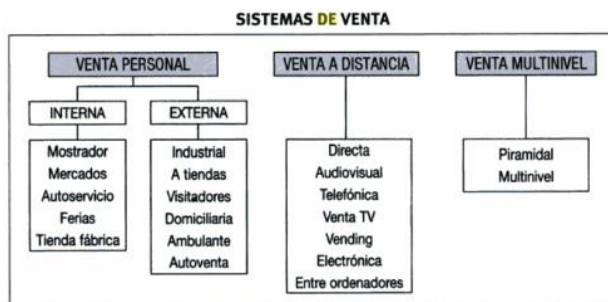 SISTEMAS DE VENTA
VENTA PERSONAL
INTERNA
Mostrador
Mercados
Autoservicio
Ferias
Tienda fábrica
EXTERNA
Industrial
A tiendas
Visitadores
Domiciliaria
Ambulante
Autoventa
VENTA A DISTANCIA
Directa
Audiovisual
Telefónica
Venta TV
Vending
Electrónica
Entre ordenadores
VENTA MULTINIVEL
Piramidal
Multinivel